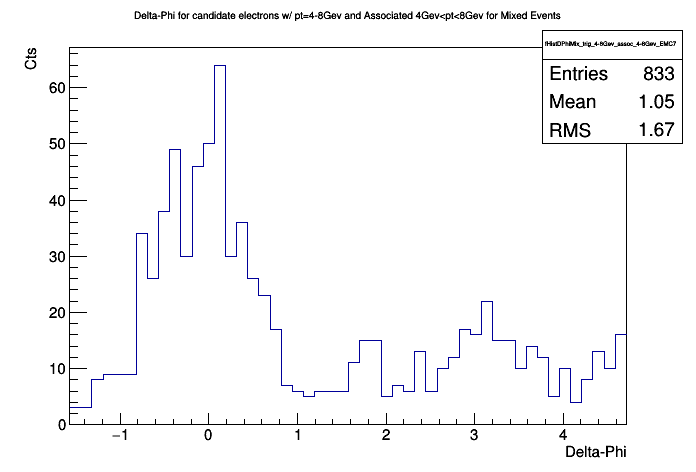 Delta-Phi for candidate electrons w/ pt=4-8Gev and Associated 4Gev<pt<8Gev for Mixed Events
Cts
fHistDPhiMix_trig_4-8Gev_assoc_4-8Gev_EMC7
Entries 833
Mean 1.05
RMS 1.67
60
50
40
30
20
10
0
−1 0 1 2 3 4
Delta-Phi